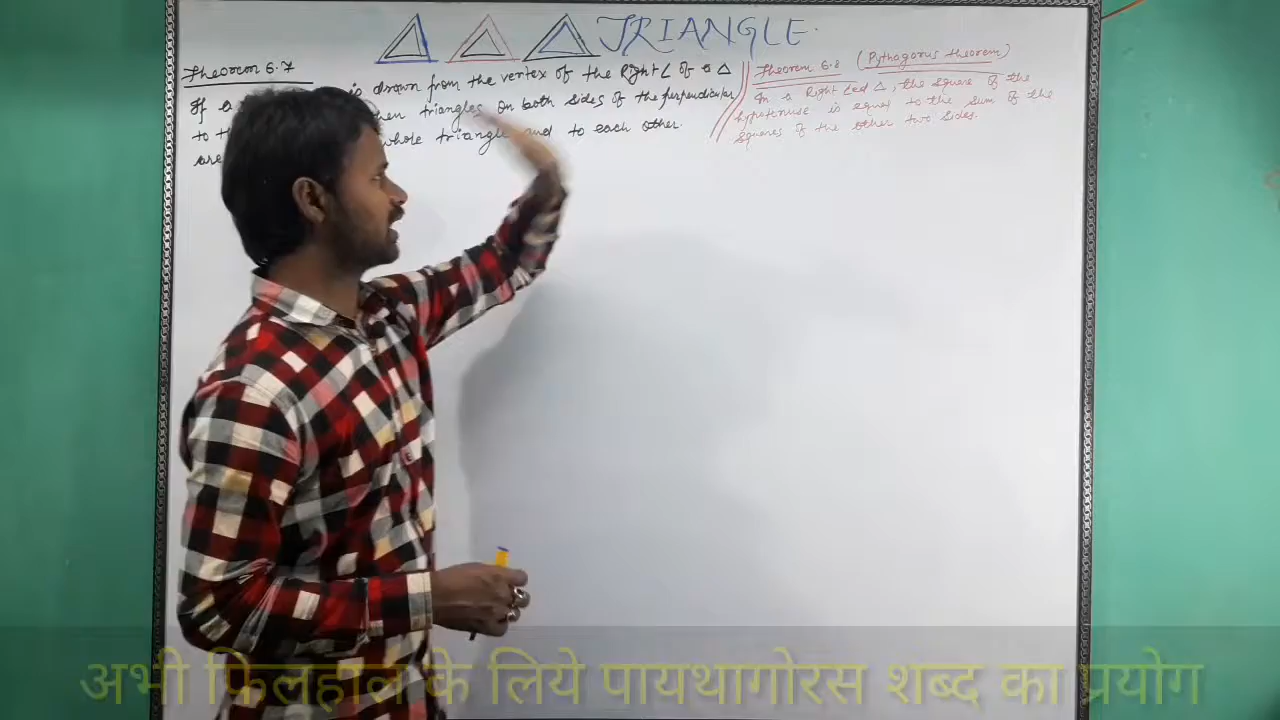 TRIANGLE.
Theorem 6.7
If a is drawn from the vertex of the Right ∠ of a Δ
to th hen triangles on both sides of the perpendicular
are whole triangle and to each other.
Theorem 6.8 (Pythagorus theorem)
In a Right ∠ed Δ, the square of the
hypotenuse is equal to the sum of the
squares of the other two sides.
अभी फिलहाल के लिये पायथागोरस शब्द का प्रयोग